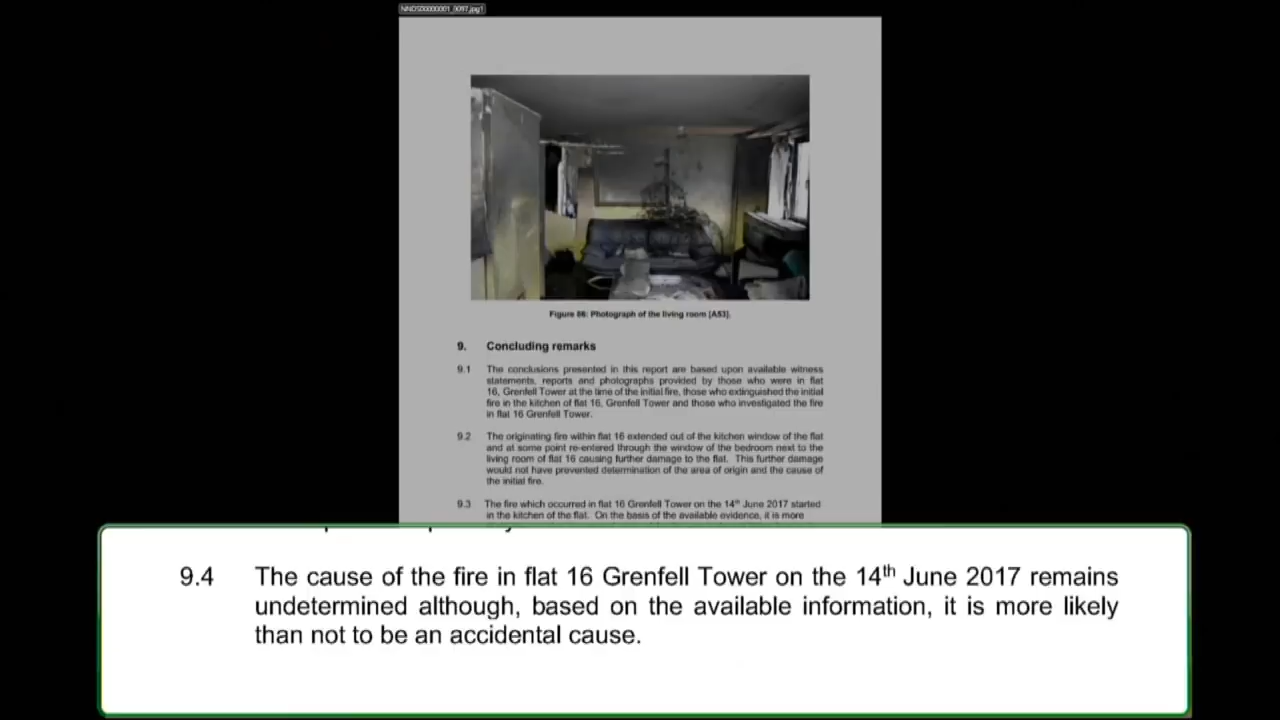 Figure 86: Photograph of the living room [A53].
9. Concluding remarks
9.1 The conclusions presented in this report are based upon available witness
statements, reports and photographs provided by those who were in flat
16, Grenfell Tower at the time of the initial fire, those who extinguished the initial
fire in the kitchen of flat 16, Grenfell Tower and those who investigated the fire
in flat 16 Grenfell Tower.
9.2 The originating fire within flat 16 extended out of the kitchen window of the flat
and at some point re-entered through the window of the bedroom next to the
living room of flat 16 causing further damage to the flat. This further damage
would not have prevented determination of the area of origin and the cause of
the initial fire.
9.3 The fire which occurred in flat 16 Grenfell Tower on the 14th June 2017 started
in the kitchen of the flat. On the basis of the available evidence, it is more
9.4 The cause of the fire in flat 16 Grenfell Tower on the 14th June 2017 remains
undetermined although, based on the available information, it is more likely
than not to be an accidental cause.